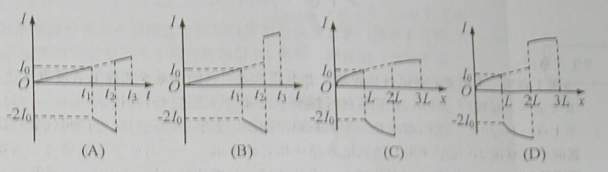 I I I I
I₀ I₀ I₀ I₀
O t₁ t₂ t₃ t O t₁ t₂ t₃ t O L 2L 3L x O L 2L 3L x
-2I₀ -2I₀ -2I₀ -2I₀
(A) (B) (C) (D)